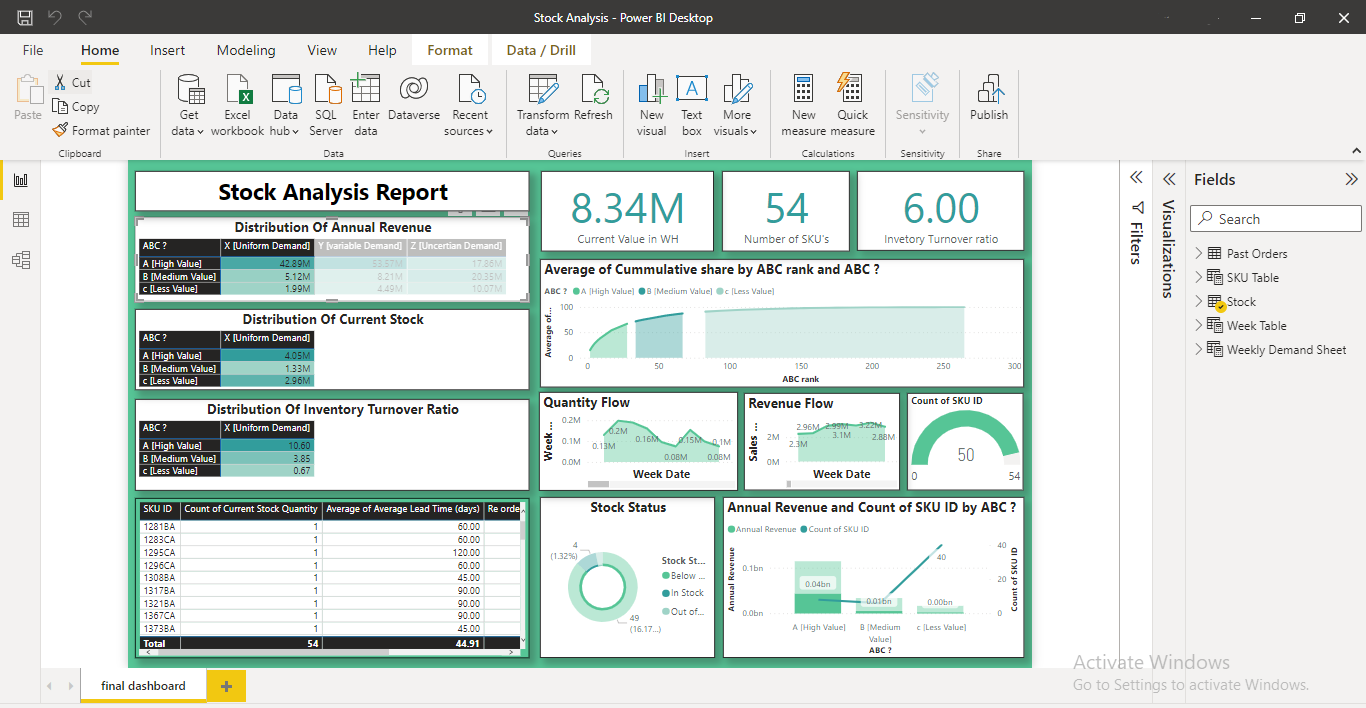 Stock Analysis - Power BI Desktop
File Home Insert Modeling View Help Format Data / Drill
Paste
Cut
Copy
Format painter
Clipboard
Get data
Excel workbook
Data hub
SQL Server
Enter data
Dataverse
Recent sources
Data
Transform data
Refresh
Queries
New visual
Text box
More visuals
Insert
New measure
Quick measure
Calculations
Sensitivity
Sensitivity
Publish
Share
Stock Analysis Report
Distribution Of Annual Revenue
ABC ? X [Uniform Demand] Y [variable Demand] Z [Uncertian Demand]
A [High Value] 42.89M 53.97M 17.86M
B [Medium Value] 5.12M 8.21M 20.35M
c [Less Value] 1.99M 4.49M 10.07M
Distribution Of Current Stock
ABC ? X [Uniform Demand]
A [High Value] 4.05M
B [Medium Value] 1.33M
c [Less Value] 2.96M
Distribution Of Inventory Turnover Ratio
ABC ? X [Uniform Demand]
A [High Value] 10.60
B [Medium Value] 3.85
c [Less Value] 0.67
SKU ID Count of Current Stock Quantity Average of Average Lead Time (days) Re orde
1281BA 1 60.00
1283CA 1 60.00
1295CA 1 120.00
1296CA 1 60.00
1308BA 1 45.00
1317BA 1 90.00
1321BA 1 90.00
1367CA 1 90.00
1373BA 1 45.00
Total 54 44.91
8.34M
Current Value in WH
54
Number of SKU's
6.00
Invetory Turnover ratio
Average of Cummulative share by ABC rank and ABC ?
ABC ? A [High Value] B [Medium Value] c [Less Value]
Average of...
100
50
0
0 50 100 150 200 250 300
ABC rank
Quantity Flow
Week...
0.2M
0.1M
0.0M
0.13M 0.2M 0.16M 0.08M 0.15M 0.1M 0.08M
Week Date
Revenue Flow
Sales ...
2M
0M
2.3M 2.96M 2.99M 3.1M 3.22M 2.88M
Week Date
Count of SKU ID
50
0 54
Stock Status
4
(1.32%)
49
(16.17...)
Stock St...
Below ...
In Stock
Out of...
Annual Revenue and Count of SKU ID by ABC ?
Annual Revenue Count of SKU ID
Annual Revenue
0.1bn
0.0bn
0.04bn 0.01bn 0.00bn
40
40
20
0
Count of SKU ID
A [High Value] B [Medium Value] c [Less Value]
ABC ?
Filters
Visualizations
Fields
Search
Past Orders
SKU Table
Stock
Week Table
Weekly Demand Sheet
Activate Windows
Go to Settings to activate Windows.
final dashboard